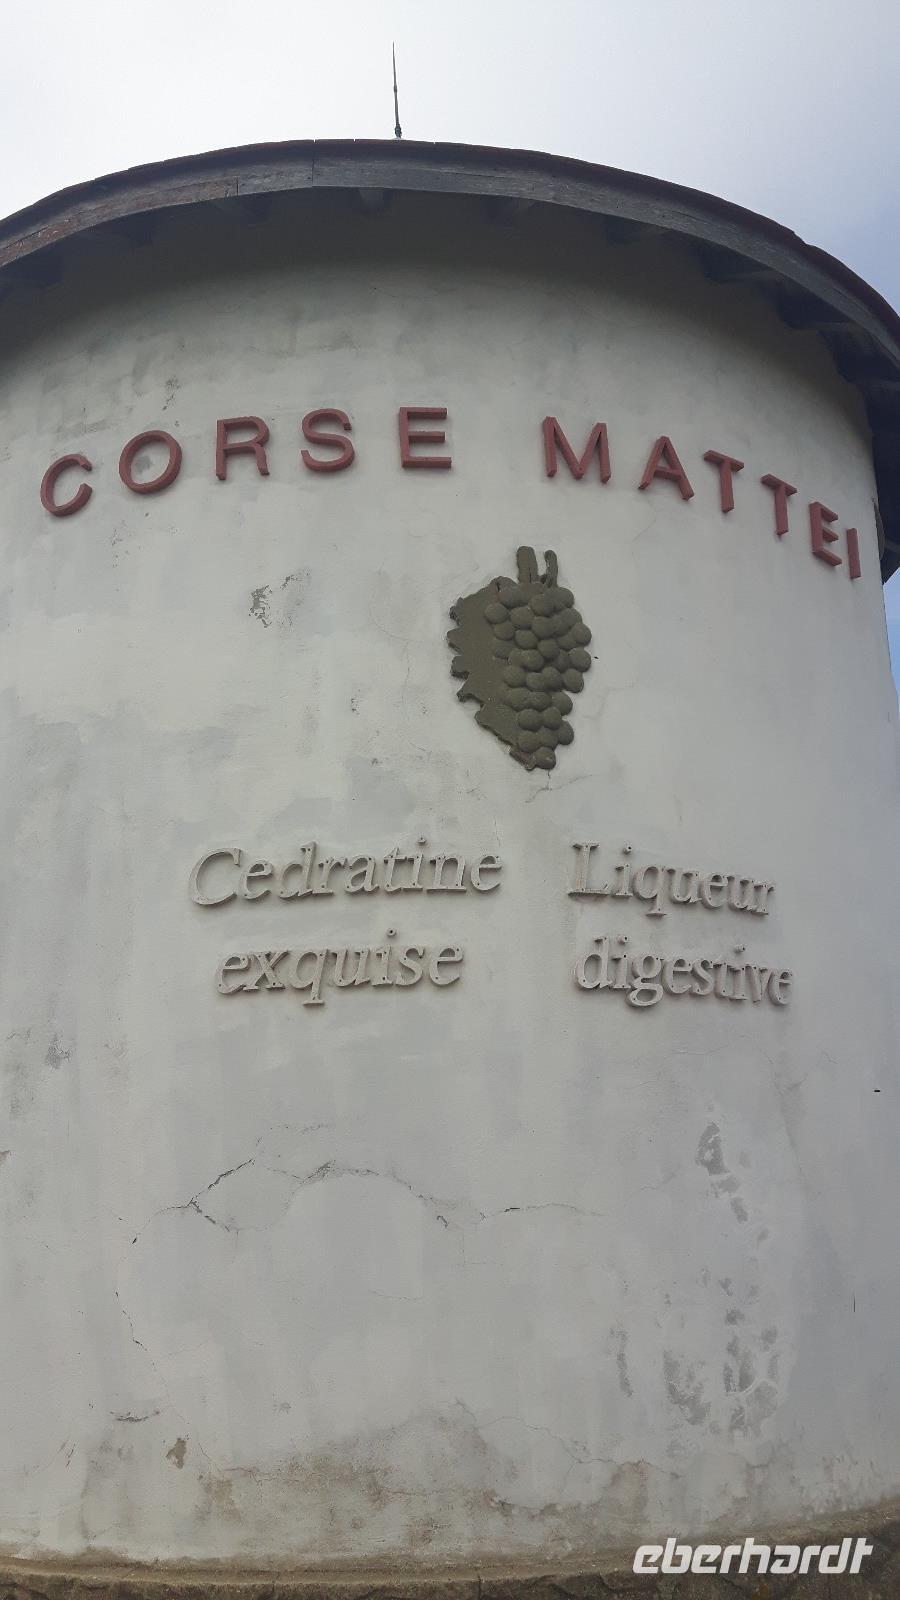 CORSE MATTEI
Cedratine Liqueur
exquise digestive
eberhardt